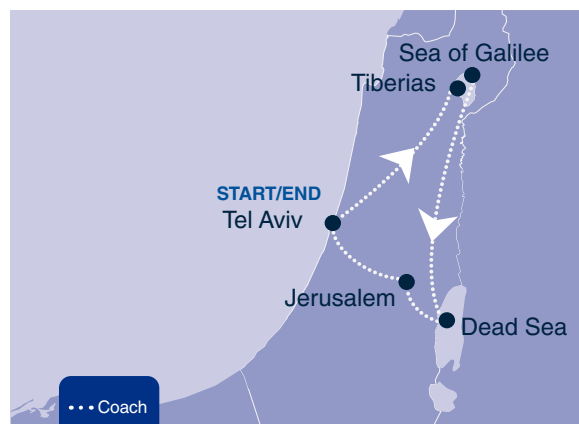 Sea of Galilee
Tiberias
START/END
Tel Aviv
Jerusalem
Dead Sea
Coach